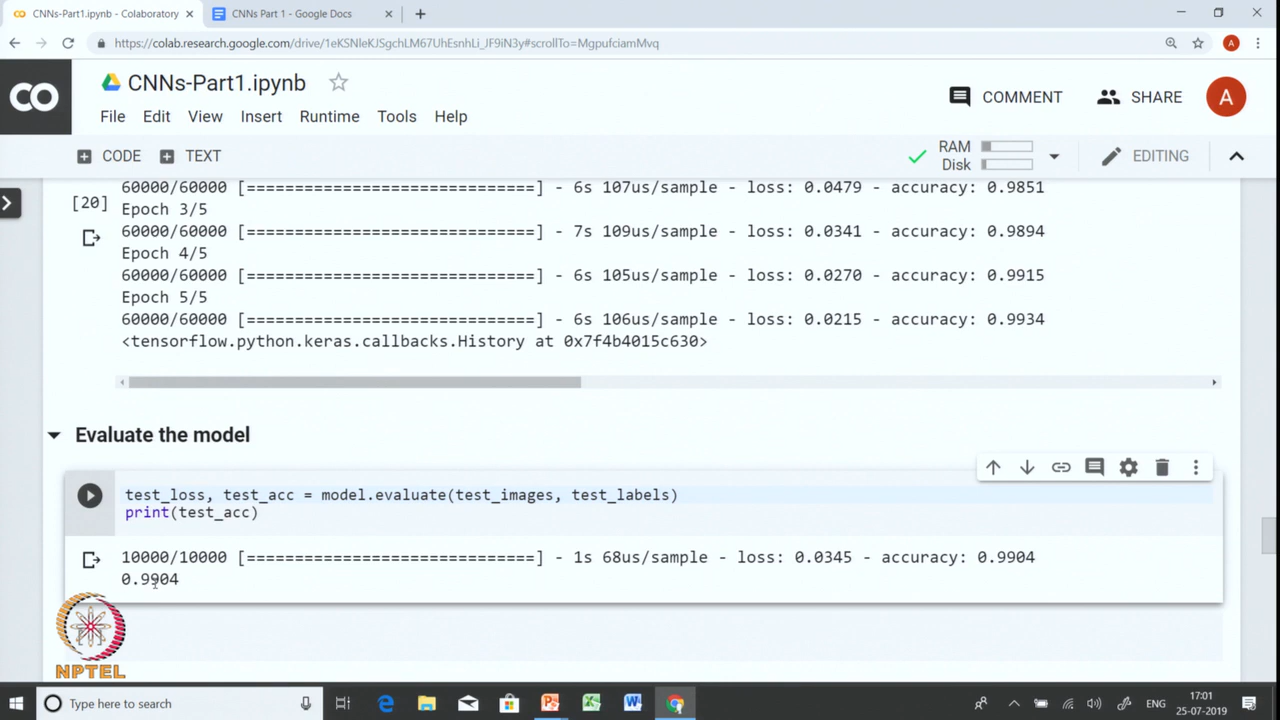 CNNs-Part1.ipynb - Colaboratory
CNNs Part 1 - Google Docs
https://colab.research.google.com/drive/1eKSNleKJSgchLM67UhEsnhLi_JF9iN3y#scrollTo=MgpufciamMvq
A
CO
CNNs-Part1.ipynb
COMMENT
SHARE
A
File Edit View Insert Runtime Tools Help
CODE TEXT
RAM
Disk
EDITING
60000/60000 [==============================] - 6s 107us/sample - loss: 0.0479 - accuracy: 0.9851
[20]
Epoch 3/5
60000/60000 [==============================] - 7s 109us/sample - loss: 0.0341 - accuracy: 0.9894
Epoch 4/5
60000/60000 [==============================] - 6s 105us/sample - loss: 0.0270 - accuracy: 0.9915
Epoch 5/5
60000/60000 [==============================] - 6s 106us/sample - loss: 0.0215 - accuracy: 0.9934
<tensorflow.python.keras.callbacks.History at 0x7f4b4015c630>
Evaluate the model
test_loss, test_acc = model.evaluate(test_images, test_labels)
print(test_acc)
10000/10000 [==============================] - 1s 68us/sample - loss: 0.0345 - accuracy: 0.9904
0.9904
NPTEL
Type here to search
ENG
17:01
25-07-2019